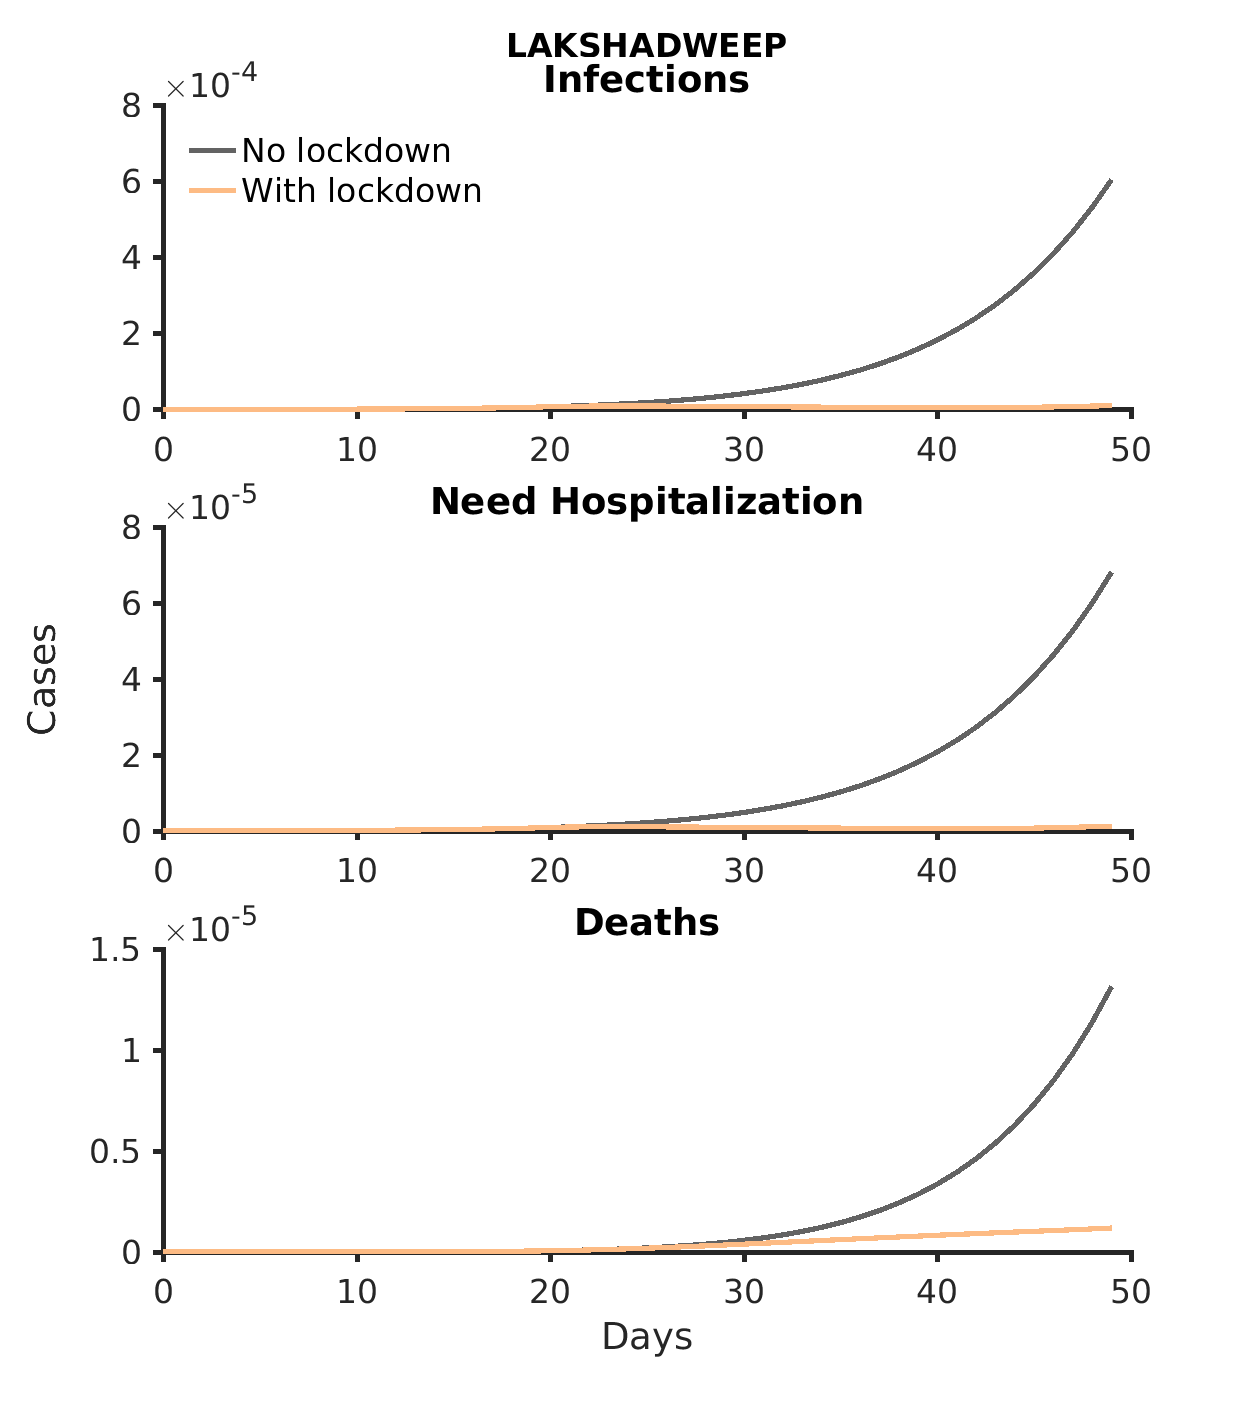 LAKSHADWEEP
Infections
×10-4
8
6
4
2
0
No lockdown
With lockdown
0 10 20 30 40 50
Need Hospitalization
×10-5
8
6
4
2
0
0 10 20 30 40 50
Cases
Deaths
×10-5
1.5
1
0.5
0
0 10 20 30 40 50
Days